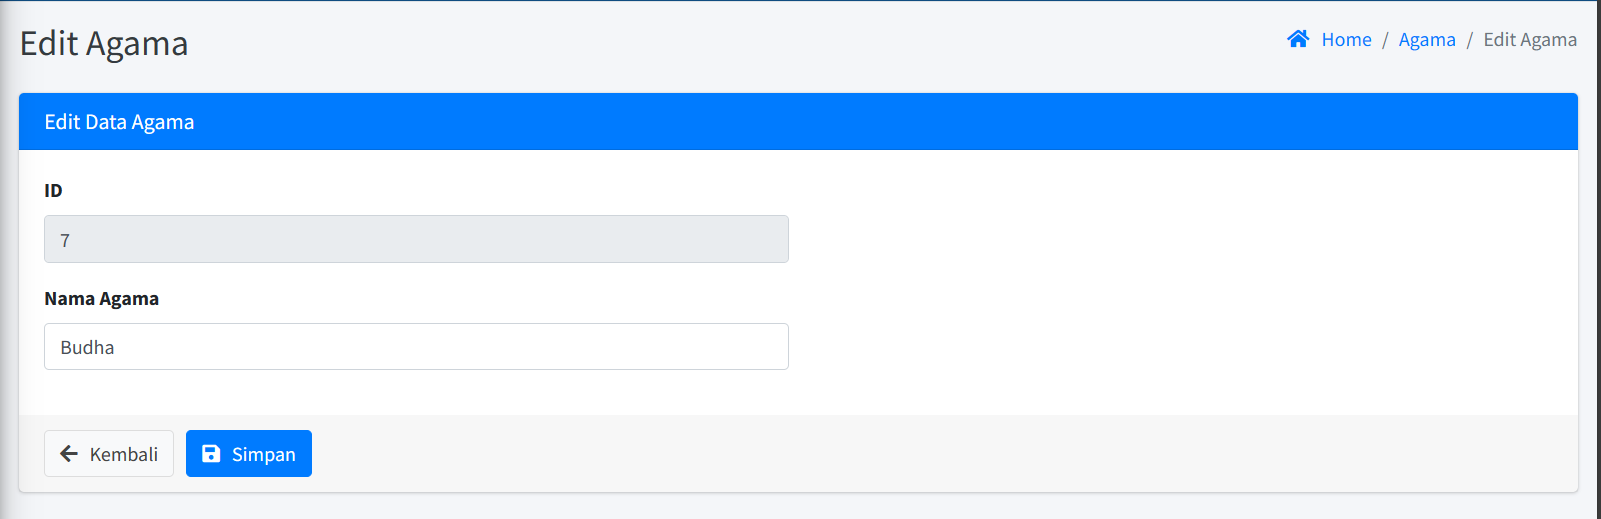 Edit Agama
Home / Agama / Edit Agama
Edit Data Agama
ID
7
Nama Agama
Budha
Kembali
Simpan